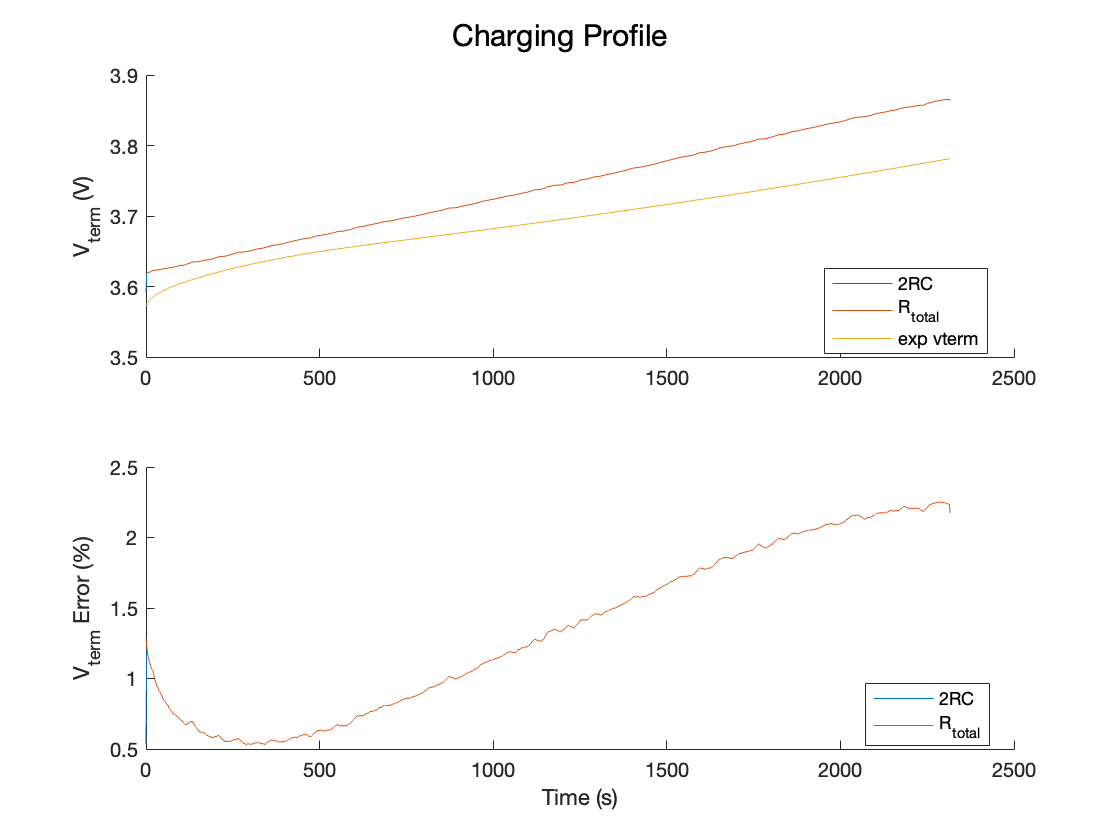 Charging Profile
3.9
3.8
3.7
3.6
3.5
V_term (V)
0 500 1000 1500 2000 2500
2RC
R_total
exp vterm
2.5
2
1.5
1
0.5
V_term Error (%)
0 500 1000 1500 2000 2500
Time (s)
2RC
R_total